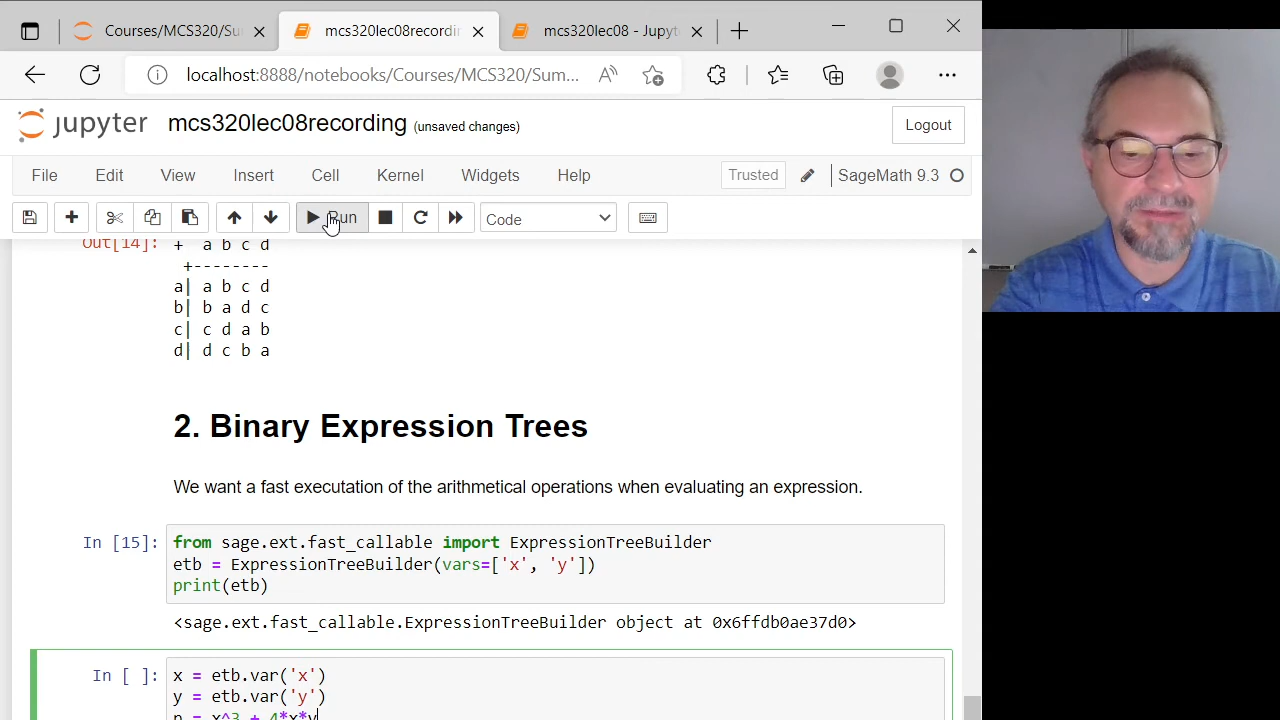 Courses/MCS320/Su
mcs320lec08recordi
mcs320lec08 - Jupyt
localhost:8888/notebooks/Courses/MCS320/Sum...
jupyter mcs320lec08recording (unsaved changes)
Logout
File Edit View Insert Cell Kernel Widgets Help Trusted SageMath 9.3
Run Code
Out[14]: + a b c d
+--------
a| a b c d
b| b a d c
c| c d a b
d| d c b a
2. Binary Expression Trees
We want a fast execution of the arithmetical operations when evaluating an expression.
In [15]: from sage.ext.fast_callable import ExpressionTreeBuilder
etb = ExpressionTreeBuilder(vars=['x', 'y'])
print(etb)
<sage.ext.fast_callable.ExpressionTreeBuilder object at 0x6ffdb0ae37d0>
In [ ]: x = etb.var('x')
y = etb.var('y')
= x^3 + 4*x*y